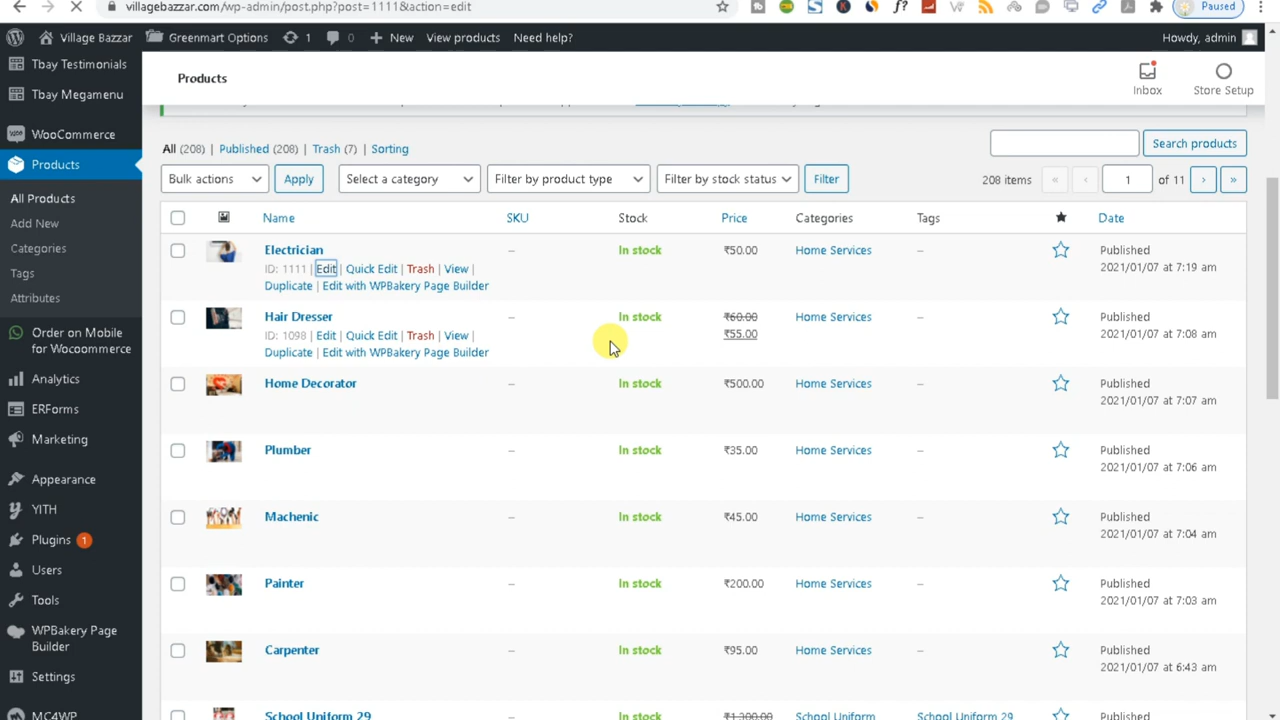 villagebazzar.com/wp-admin/post.php?post=1111&action=edit
Paused
Village Bazzar
Greenmart Options
1
0
New
View products
Need help?
Howdy, admin
Tbay Testimonials
Tbay Megamenu
WooCommerce
Products
All Products
Add New
Categories
Tags
Attributes
Order on Mobile
for Wocommerce
Analytics
ERForms
Marketing
Appearance
YITH
Plugins 1
Users
Tools
WPBakery Page
Builder
Settings
MC4WP
Products
Inbox
Store Setup
All (208) | Published (208) | Trash (7) | Sorting
Search products
Bulk actions
Apply
Select a category
Filter by product type
Filter by stock status
Filter
208 items « ‹ 1 of 11 › »
Name SKU Stock Price Categories Tags Date
Electrician – In stock ₹50.00 Home Services – Published
ID: 1111 | Edit | Quick Edit | Trash | View | 2021/01/07 at 7:19 am
Duplicate | Edit with WPBakery Page Builder
Hair Dresser – In stock ₹60.00 Home Services – Published
ID: 1098 | Edit | Quick Edit | Trash | View | ₹55.00 2021/01/07 at 7:08 am
Duplicate | Edit with WPBakery Page Builder
Home Decorator – In stock ₹500.00 Home Services – Published
2021/01/07 at 7:07 am
Plumber – In stock ₹35.00 Home Services – Published
2021/01/07 at 7:06 am
Machenic – In stock ₹45.00 Home Services – Published
2021/01/07 at 7:04 am
Painter – In stock ₹200.00 Home Services – Published
2021/01/07 at 7:03 am
Carpenter – In stock ₹95.00 Home Services – Published
2021/01/07 at 6:43 am
School Uniform 29 – In stock ₹1,300.00 School Uniform School Uniform 29 Published